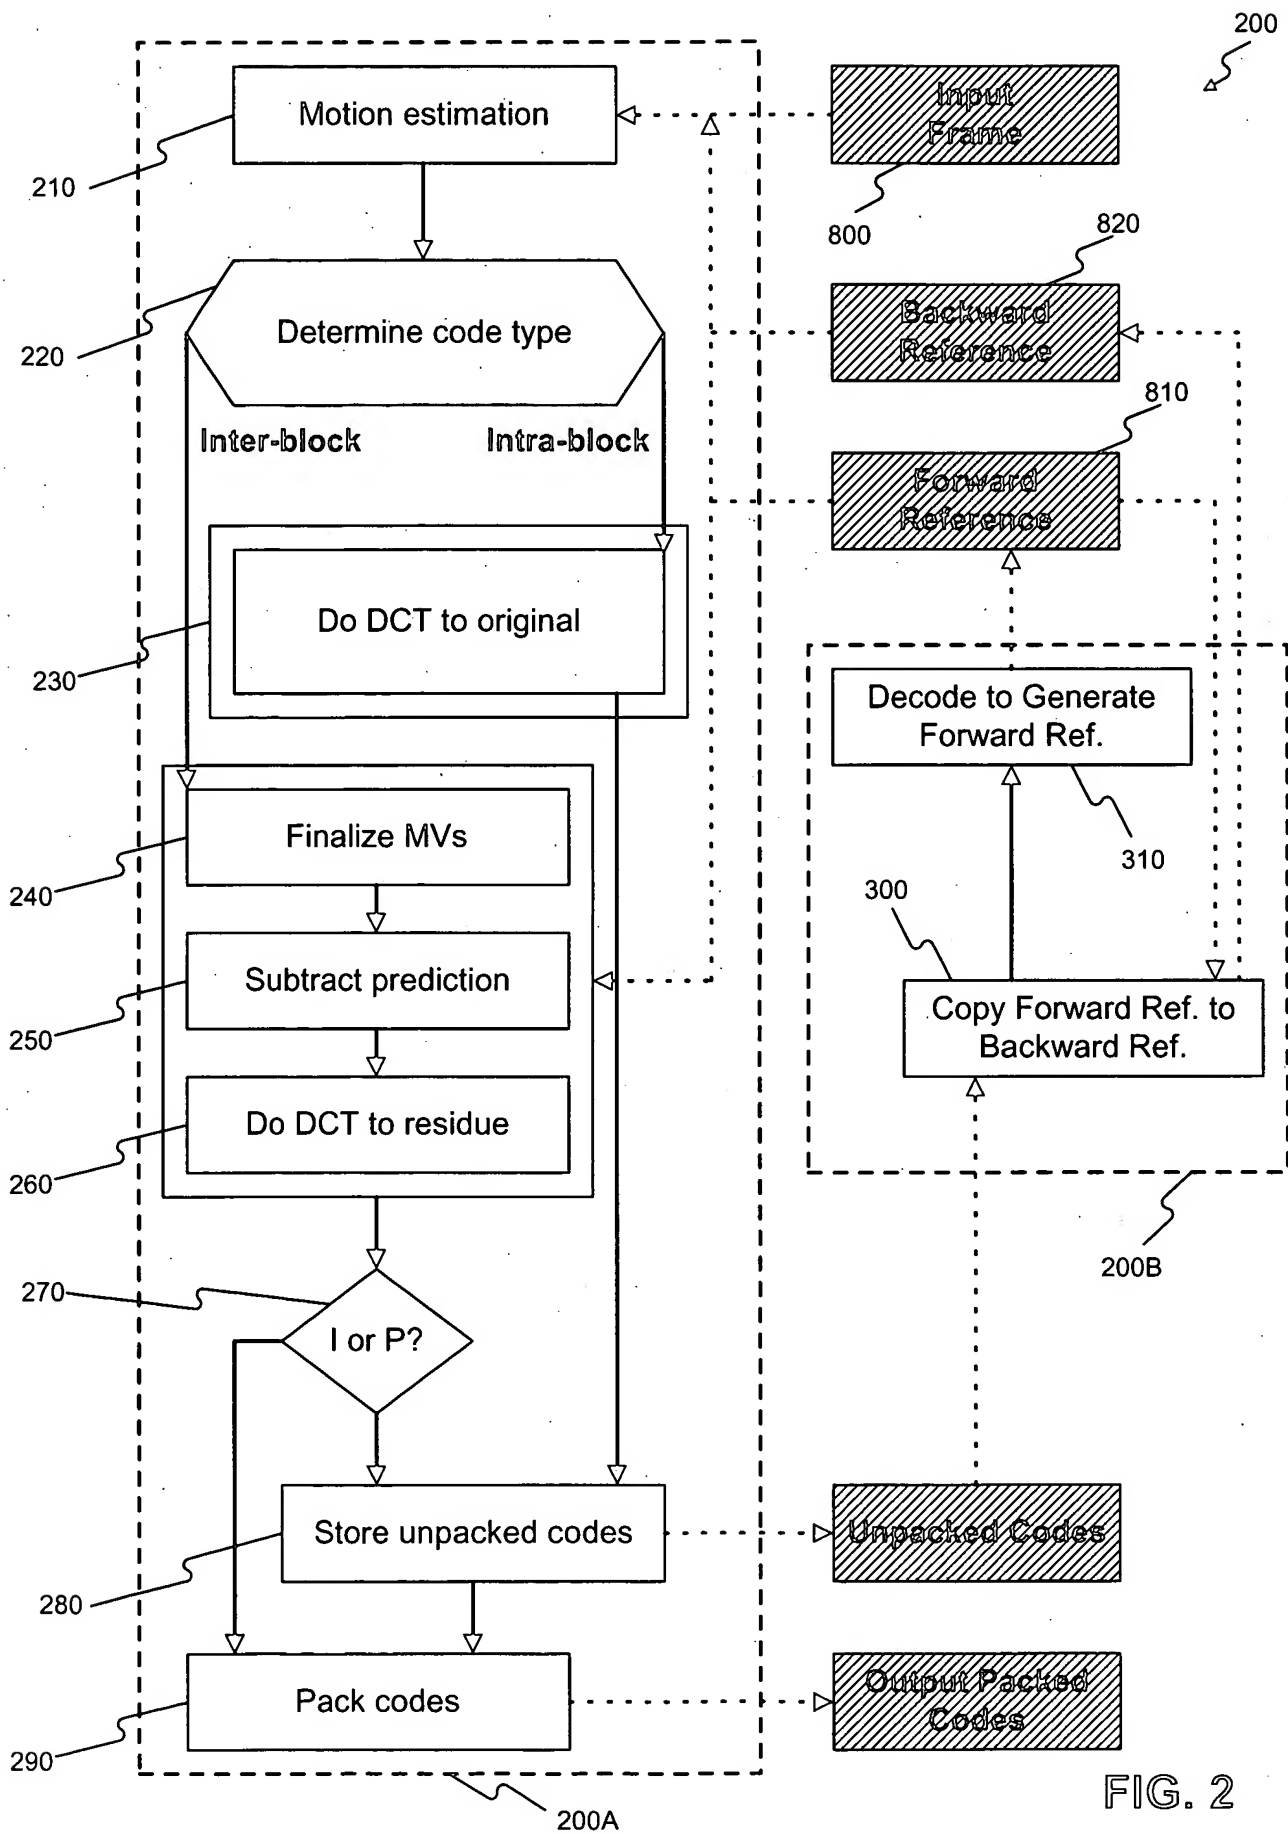 200
Motion estimation
Input
Frame
210
800
820
220
Determine code type
Backward
Reference
Inter-block
Intra-block
810
Forward
Reference
230
Do DCT to original
Decode to Generate
Forward Ref.
240
Finalize MVs
310
300
250
Subtract prediction
Copy Forward Ref. to
Backward Ref.
260
Do DCT to residue
200B
270
I or P?
280
Store unpacked codes
Unpacked Codes
290
Pack codes
Output Packed
Codes
200A
FIG. 2